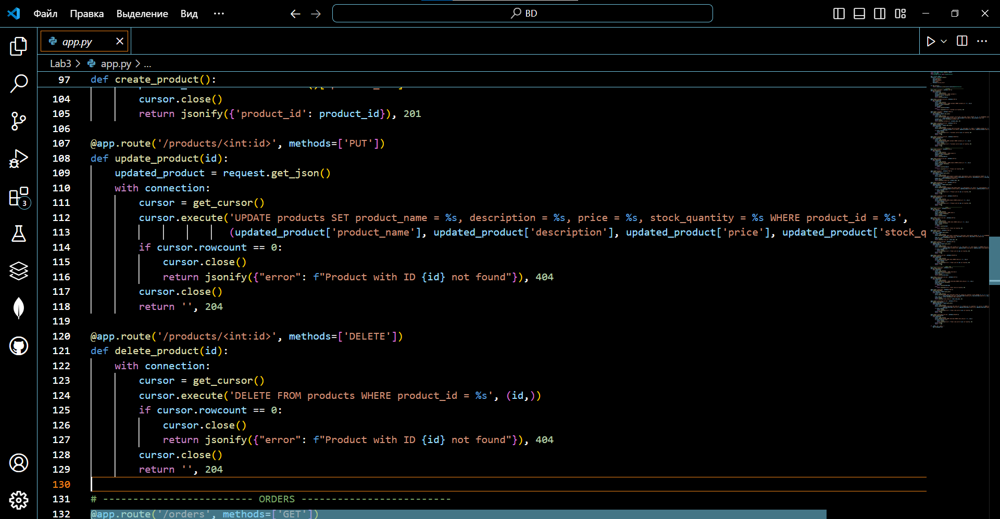 Файл Правка Выделение Вид ··· BD
app.py
Lab3 > app.py > ...
97 def create_product():
104 cursor.close()
105 return jsonify({'product_id': product_id}), 201
106
107 @app.route('/products/<int:id>', methods=['PUT'])
108 def update_product(id):
109 updated_product = request.get_json()
110 with connection:
111 cursor = get_cursor()
112 cursor.execute('UPDATE products SET product_name = %s, description = %s, price = %s, stock_quantity = %s WHERE product_id = %s',
113 (updated_product['product_name'], updated_product['description'], updated_product['price'], updated_product['stock_q
114 if cursor.rowcount == 0:
115 cursor.close()
116 return jsonify({"error": f"Product with ID {id} not found"}), 404
117 cursor.close()
118 return '', 204
119
120 @app.route('/products/<int:id>', methods=['DELETE'])
121 def delete_product(id):
122 with connection:
123 cursor = get_cursor()
124 cursor.execute('DELETE FROM products WHERE product_id = %s', (id,))
125 if cursor.rowcount == 0:
126 cursor.close()
127 return jsonify({"error": f"Product with ID {id} not found"}), 404
128 cursor.close()
129 return '', 204
130
131 # ------------------------- ORDERS -------------------------
132 @app.route('/orders', methods=['GET'])
3